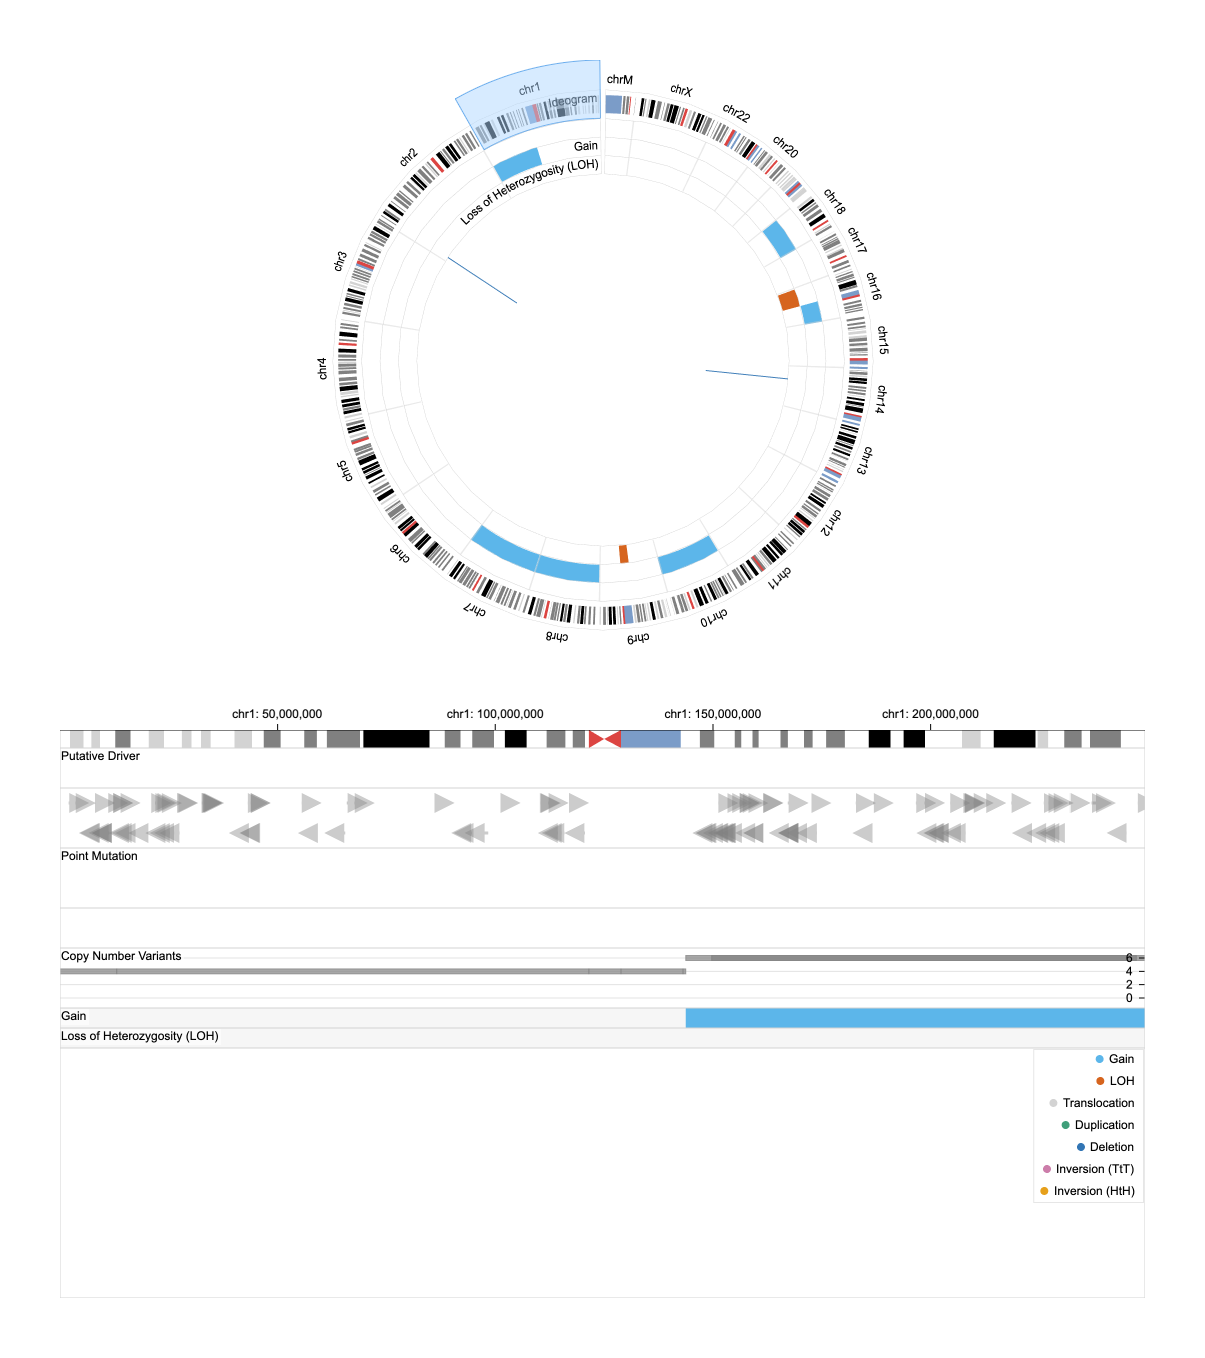 chrM
chr1
chrX
Ideogram
chr22
chr20
Gain
chr2
Loss of Heterozygosity (LOH)
chr18
chr17
chr3
chr16
chr15
chr4
chr14
chr13
chr5
chr12
chr6
chr11
chr7
chr10
chr8
chr9
chr1: 50,000,000
chr1: 100,000,000
chr1: 150,000,000
chr1: 200,000,000
Putative Driver
Point Mutation
Copy Number Variants
6
4
2
0
Gain
Loss of Heterozygosity (LOH)
Gain
LOH
Translocation
Duplication
Deletion
Inversion (TtT)
Inversion (HtH)